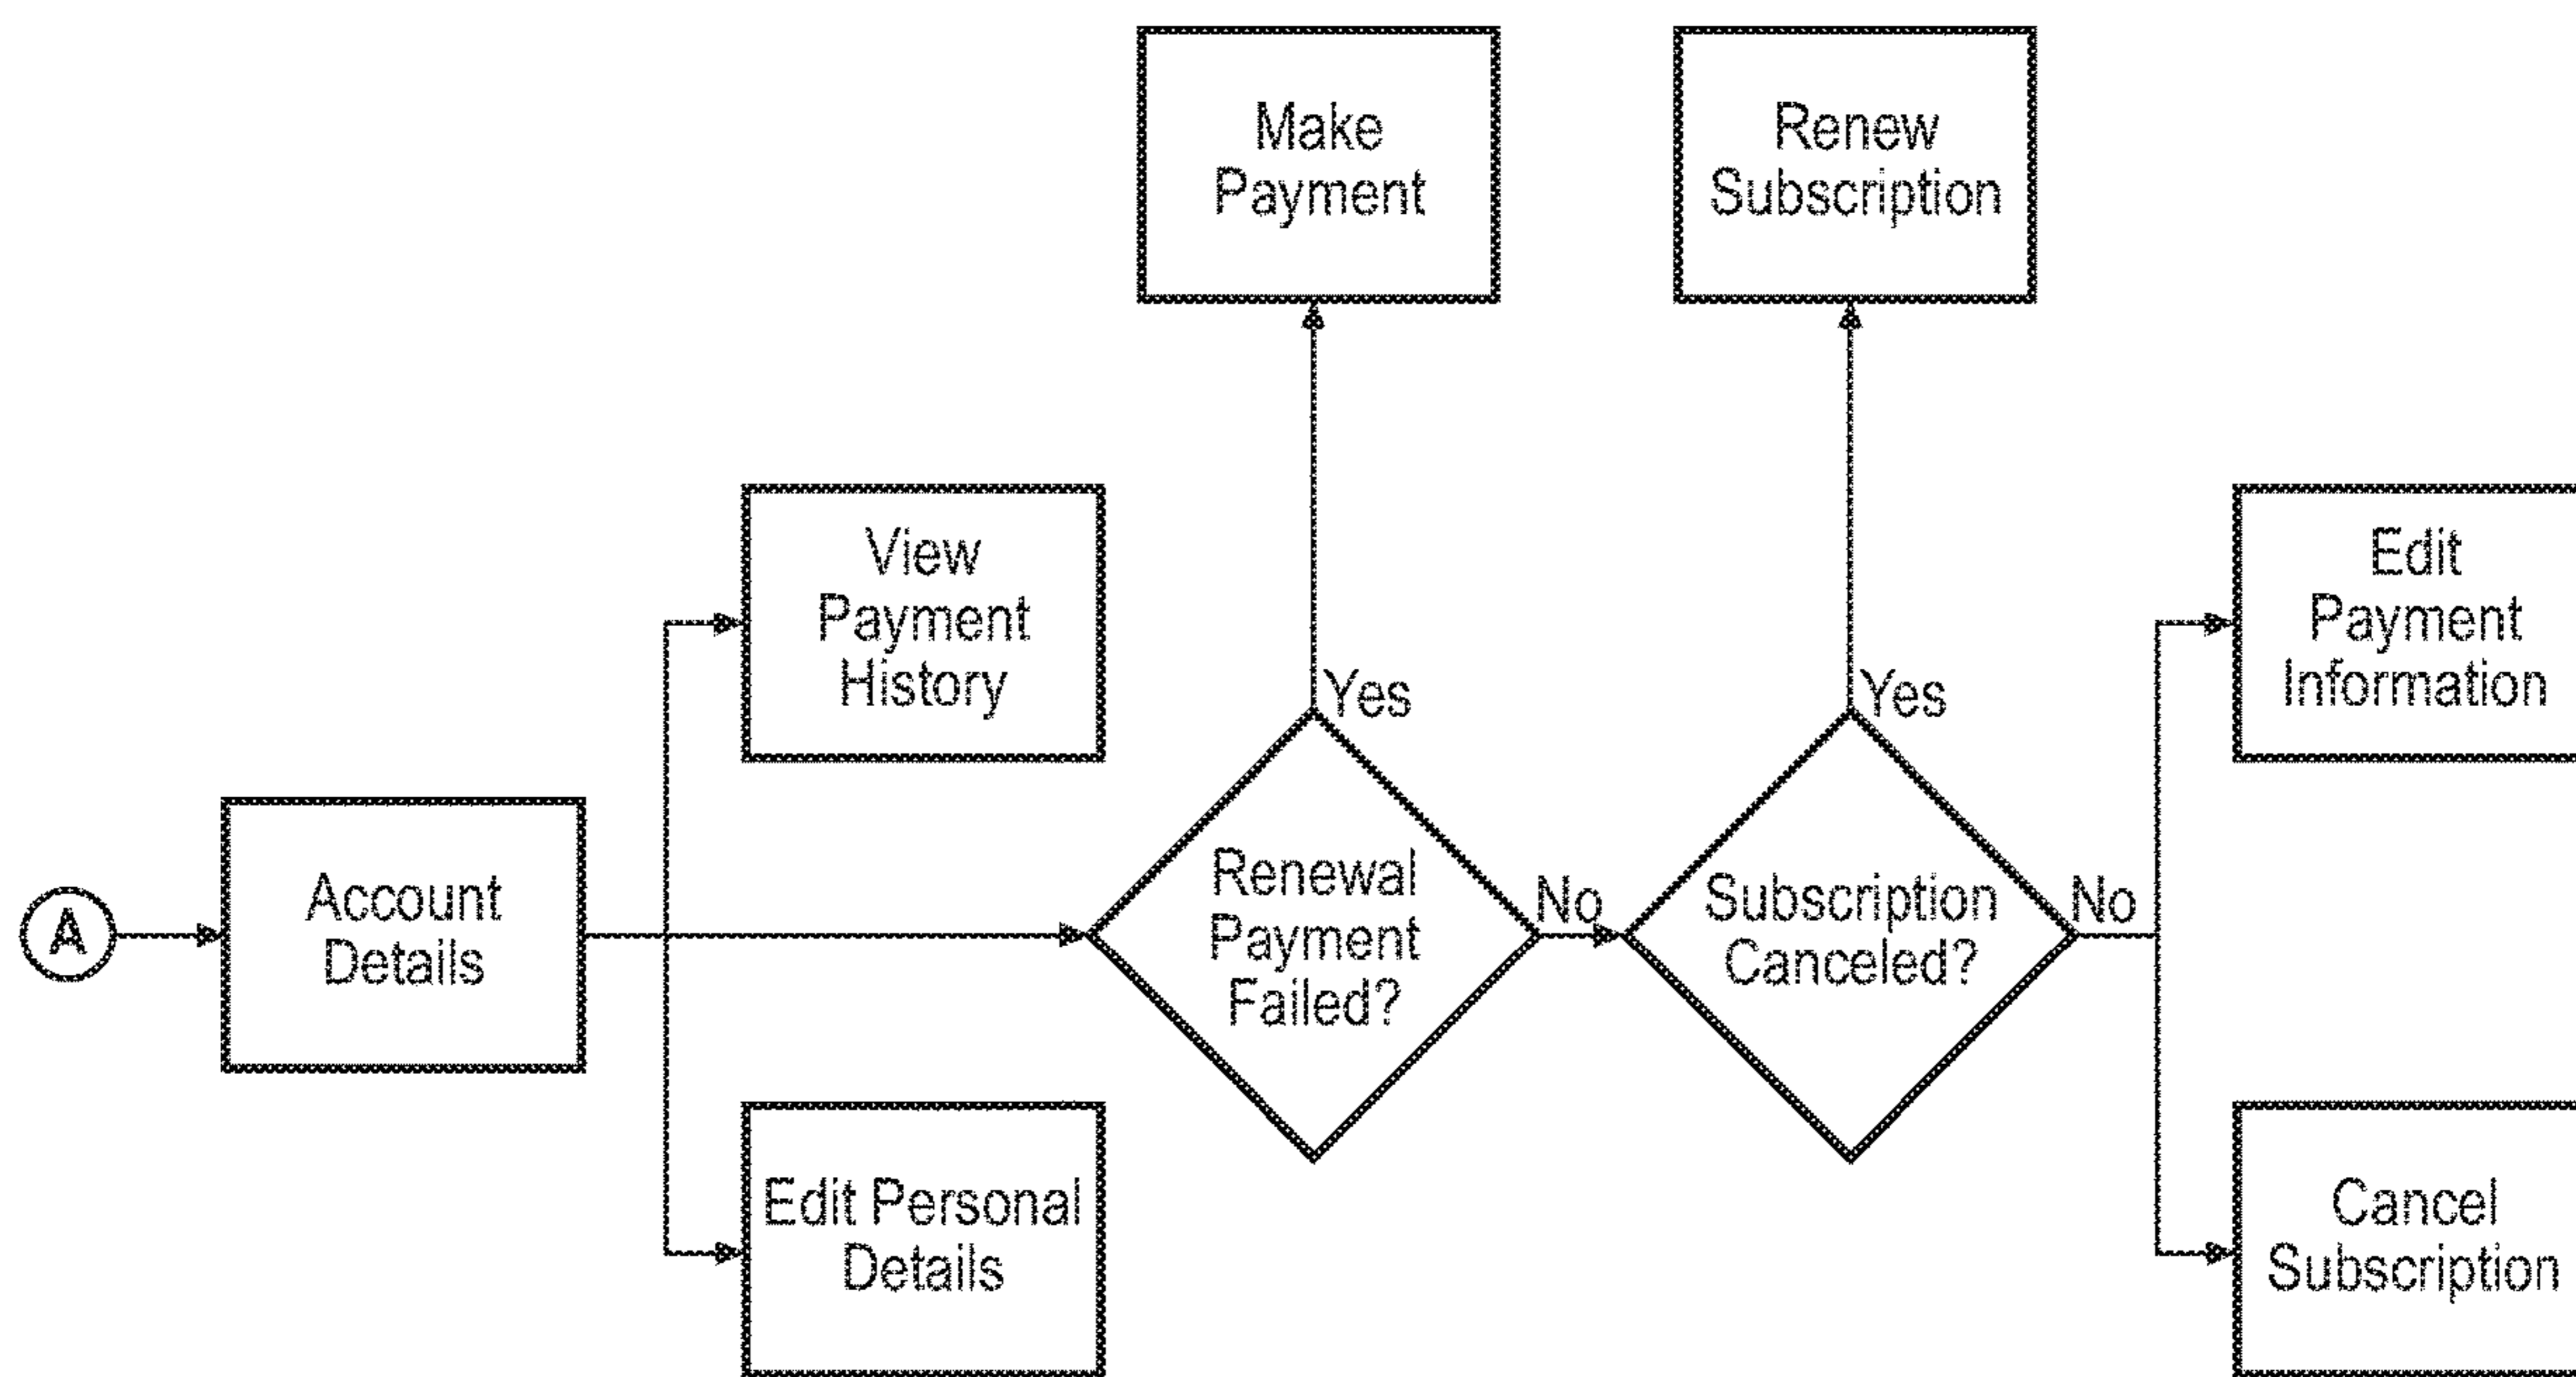 Make
Payment
Renew
Subscription
View
Payment
History
Edit
Payment
Information
Yes
Yes
A
Account
Details
Renewal
Payment
Failed?
No
Subscription
Canceled?
No
Edit Personal
Details
Cancel
Subscription